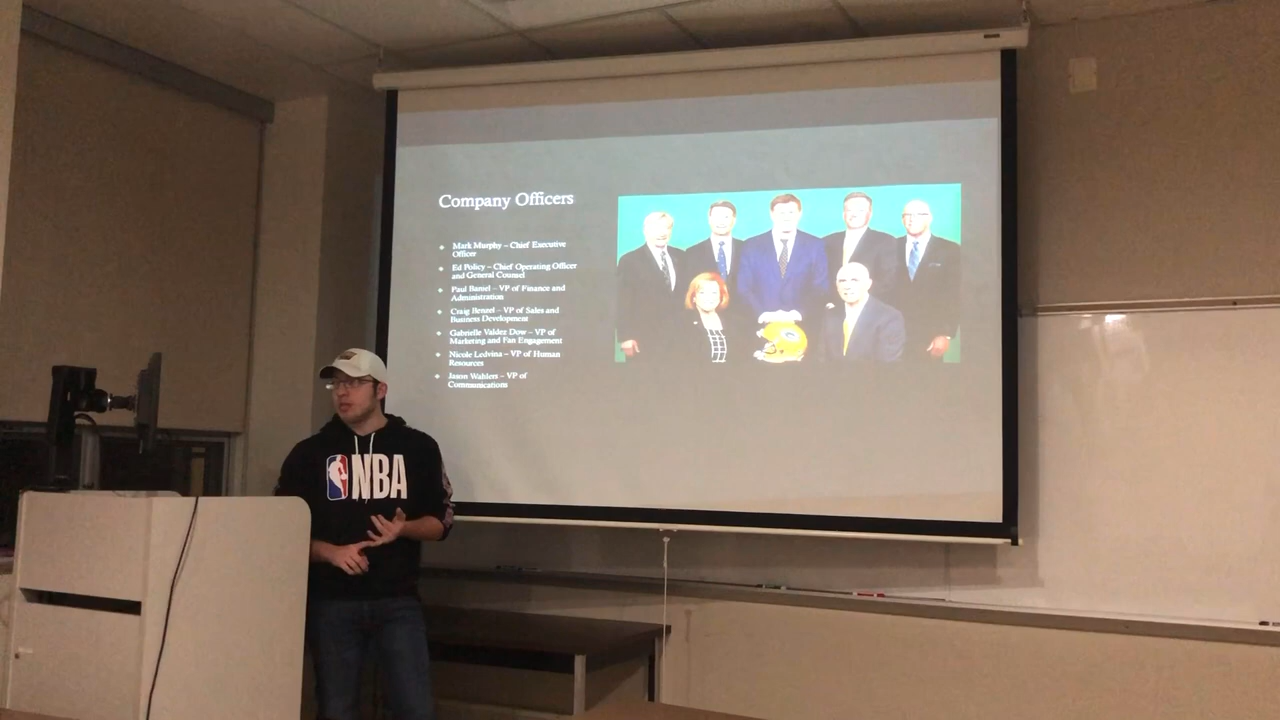 Company Officers
Mark Murphy – Chief Executive
Officer
Ed Policy – Chief Operating Officer
and General Counsel
Paul Baniel – VP of Finance and
Administration
Craig Benzel – VP of Sales and
Business Development
Gabrielle Valdez Dow – VP of
Marketing and Fan Engagement
Nicole Ledvina – VP of Human
Resources
Jason Wahlers – VP of
Communications
NBA